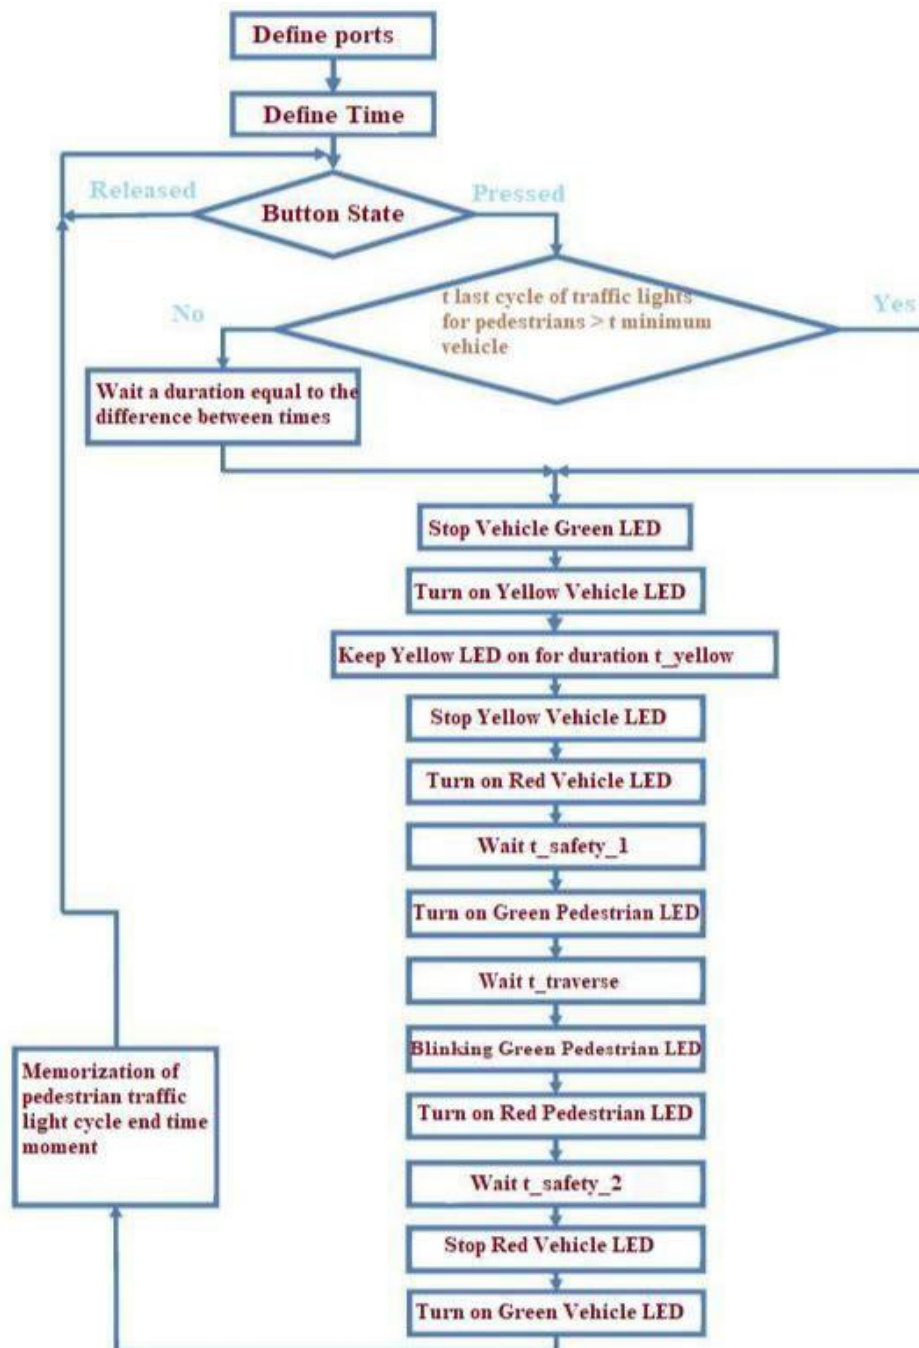 Define ports
Define Time
Released
Pressed
Button State
t last cycle of traffic lights
for pedestrians > t minimum
vehicle
No
Yes
Wait a duration equal to the
difference between times
Stop Vehicle Green LED
Turn on Yellow Vehicle LED
Keep Yellow LED on for duration t_yellow
Stop Yellow Vehicle LED
Turn on Red Vehicle LED
Wait t_safety_1
Turn on Green Pedestrian LED
Wait t_traverse
Blinking Green Pedestrian LED
Turn on Red Pedestrian LED
Wait t_safety_2
Stop Red Vehicle LED
Turn on Green Vehicle LED
Memorization of
pedestrian traffic
light cycle end time
moment